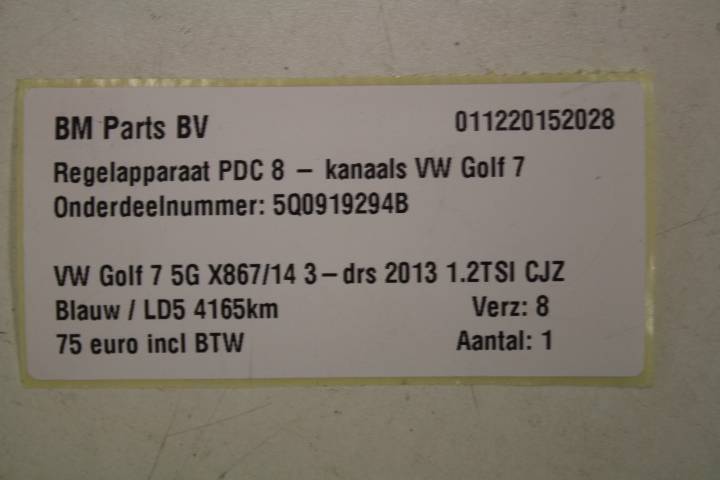 BM Parts BV 011220152028
Regelapparaat PDC 8 - kanaals VW Golf 7
Onderdeelnummer: 5Q0919294B
VW Golf 7 5G X867/14 3-drs 2013 1.2TSI CJZ
Blauw / LD5 4165km Verz: 8
75 euro incl BTW Aantal: 1